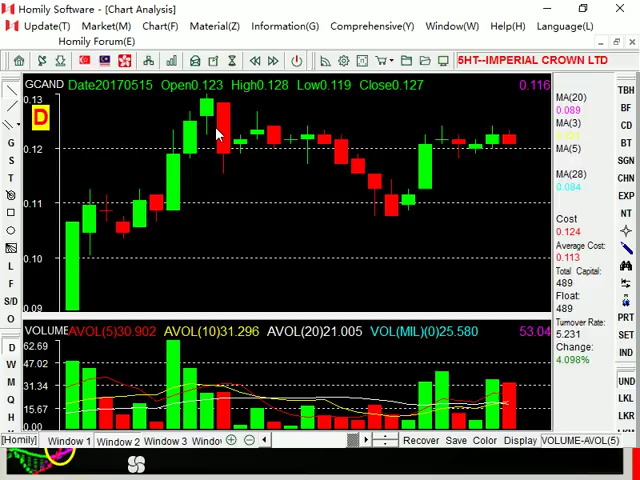 Homily Software - [Chart Analysis]
Update(T) Market(M) Chart(F) Material(Z) Information(G) Comprehensive(Y) Window(W) Help(H) Language(L)
Homily Forum(E)
5HT--IMPERIAL CROWN LTD
GCAND Date20170515 Open0.123 High0.128 Low0.119 Close0.127 0.116
0.13
D
0.12
0.11
0.10
0.09
MA(20)
0.089
MA(3)
MA(5)
MA(28)
0.084
Cost
0.124
Average Cost:
0.113
Total Capital:
489
Float:
489
Turnover Rate:
5.231
Change:
4.098%
VOLUME AVOL(5)30.902 AVOL(10)31.296 AVOL(20)21.005 VOL(MIL)(0)25.580 53.04
62.69
47.02
31.34
15.67
0.00
G
S
T
L
F
S/D
O
D
W
M
Q
H
TBH
BF
CD
BT
SGN
CHN
EXP
NT
PRT
SET
IND
UND
LKL
LKR
[Homily] Window 1 Window 2 Window 3 Recover Save Color Display VOLUME-AVOL(5)